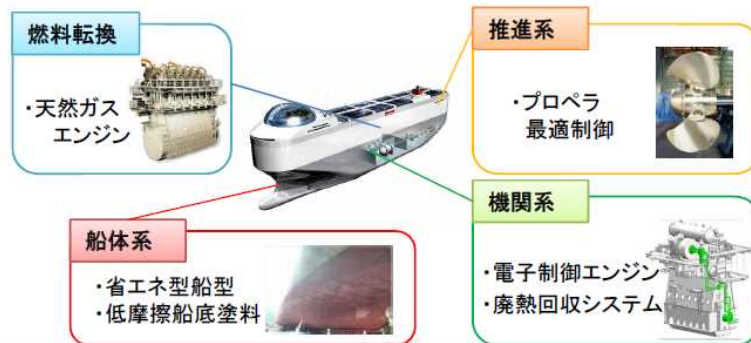 燃料転換
・天然ガス
エンジン
推進系
・プロペラ
最適制御
船体系
・省エネ型船型
・低摩擦船底塗料
機関系
・電子制御エンジン
・廃熱回収システム